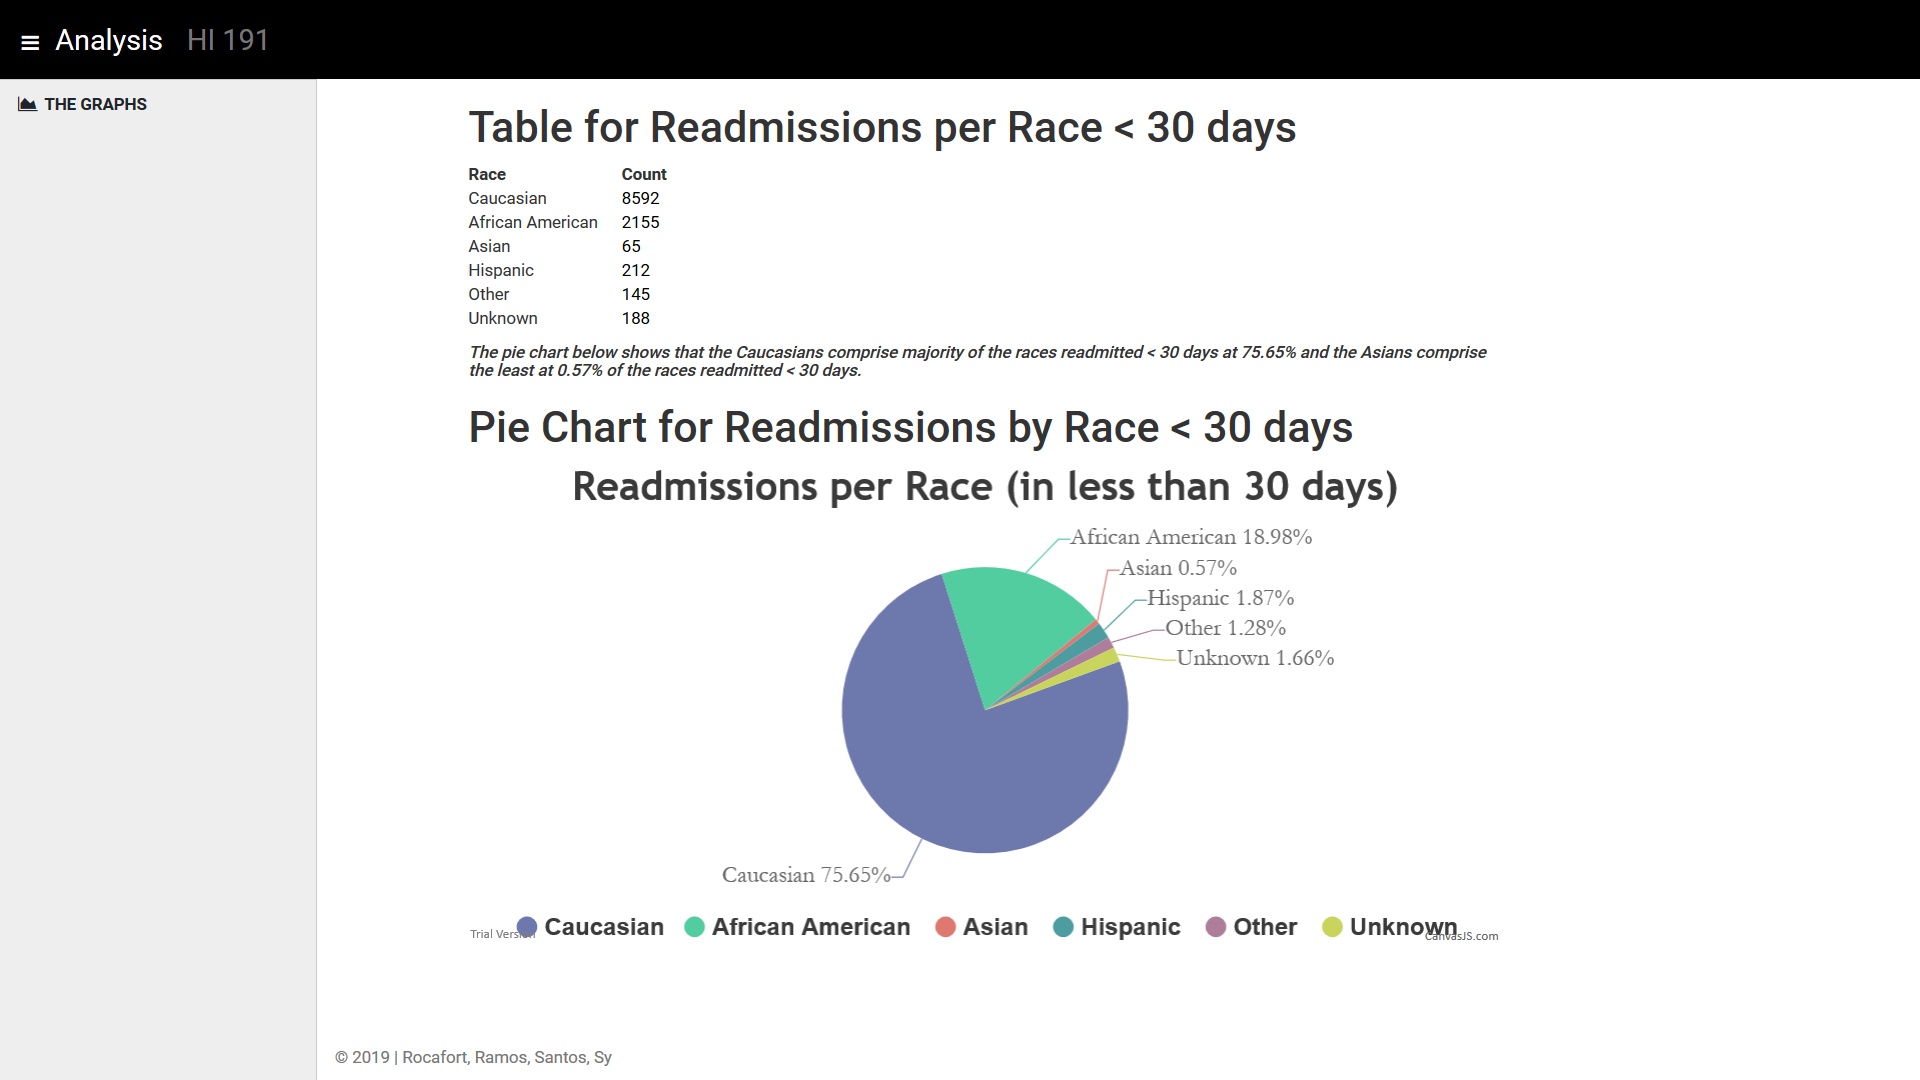 Analysis HI 191
THE GRAPHS
Table for Readmissions per Race < 30 days
Race Count
Caucasian 8592
African American 2155
Asian 65
Hispanic 212
Other 145
Unknown 188
The pie chart below shows that the Caucasians comprise majority of the races readmitted < 30 days at 75.65% and the Asians comprise
the least at 0.57% of the races readmitted < 30 days.
Pie Chart for Readmissions by Race < 30 days
Readmissions per Race (in less than 30 days)
African American 18.98%
Asian 0.57%
Hispanic 1.87%
Other 1.28%
Unknown 1.66%
Caucasian 75.65%
Caucasian African American Asian Hispanic Other Unknown
Trial Version
CanvasJS.com
© 2019 | Rocafort, Ramos, Santos, Sy